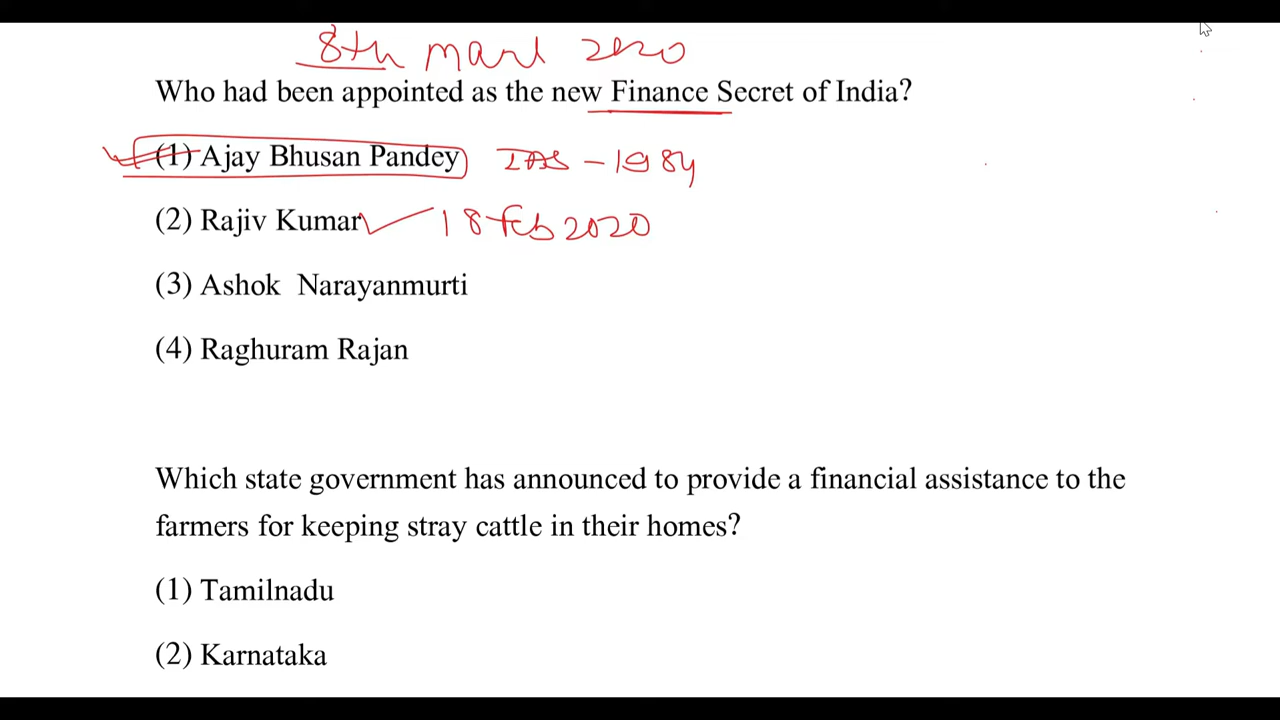 8th Marh 2020
Who had been appointed as the new Finance Secret of India?
(1) Ajay Bhusan Pandey IAS - 1984
(2) Rajiv Kumar 18 feb 2020
(3) Ashok Narayanmurti
(4) Raghuram Rajan
Which state government has announced to provide a financial assistance to the
farmers for keeping stray cattle in their homes?
(1) Tamilnadu
(2) Karnataka